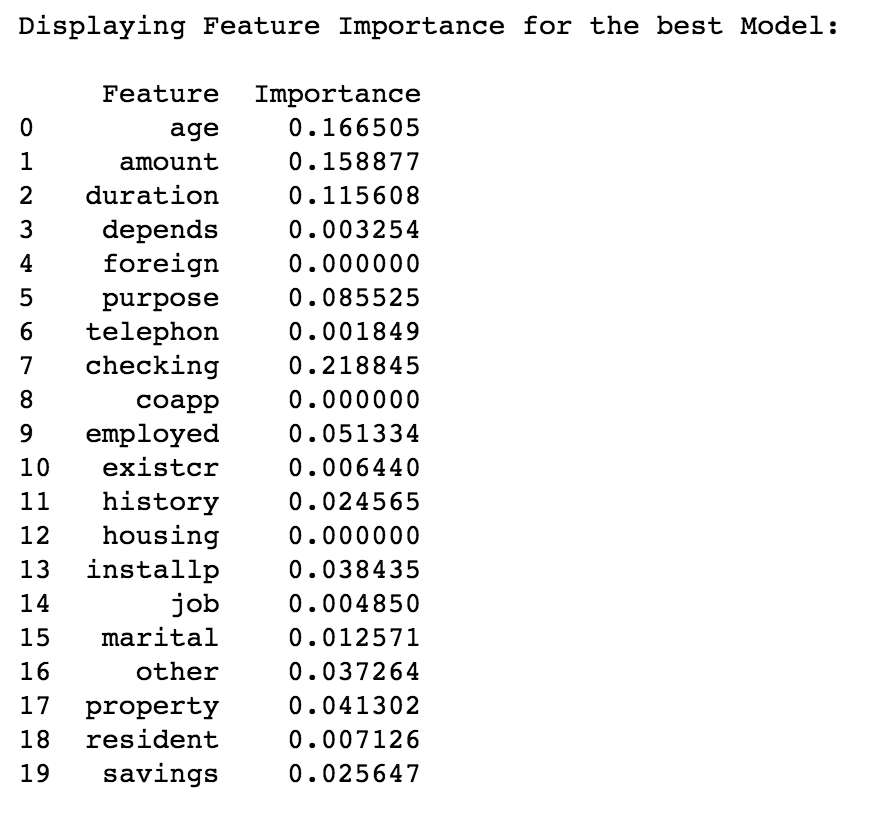 Displaying Feature Importance for the best Model:
Feature Importance
0 age 0.166505
1 amount 0.158877
2 duration 0.115608
3 depends 0.003254
4 foreign 0.000000
5 purpose 0.085525
6 telephon 0.001849
7 checking 0.218845
8 coapp 0.000000
9 employed 0.051334
10 existcr 0.006440
11 history 0.024565
12 housing 0.000000
13 installp 0.038435
14 job 0.004850
15 marital 0.012571
16 other 0.037264
17 property 0.041302
18 resident 0.007126
19 savings 0.025647